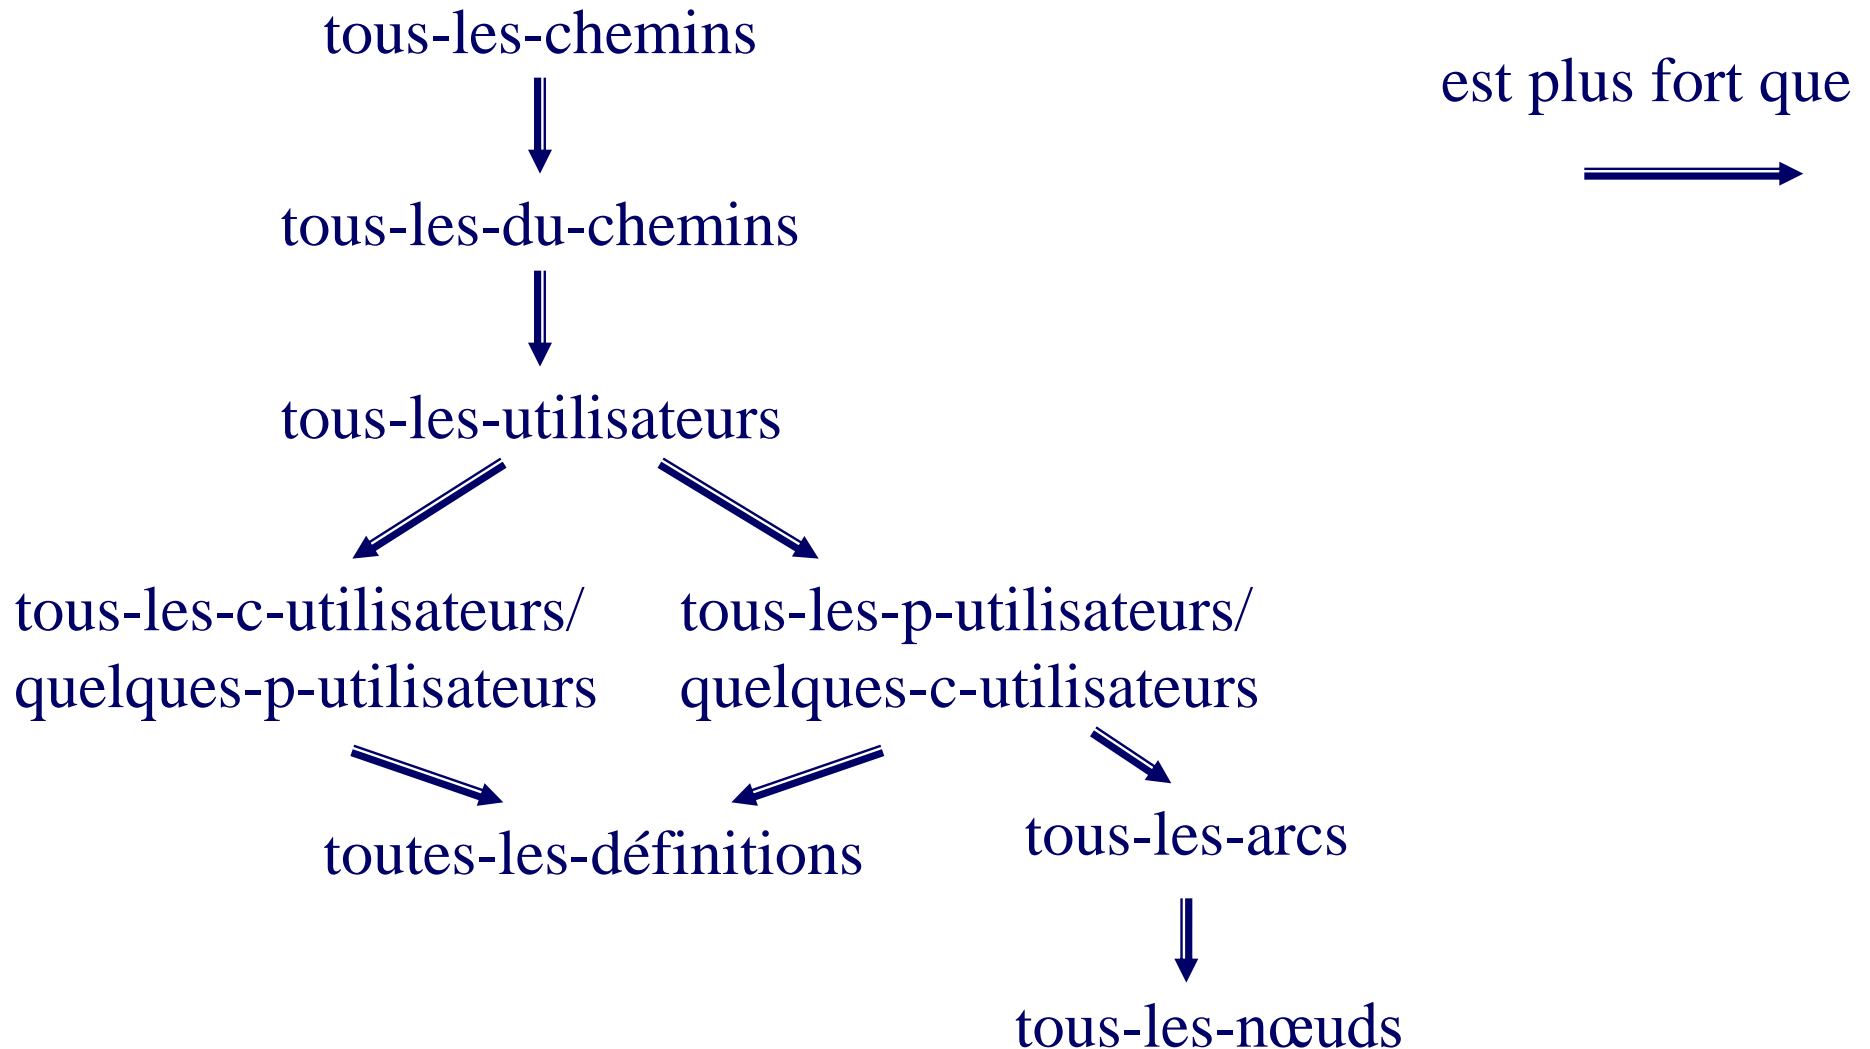 tous-les-chemins
est plus fort que
tous-les-du-chemins
tous-les-utilisateurs
tous-les-c-utilisateurs/
quelques-p-utilisateurs
tous-les-p-utilisateurs/
quelques-c-utilisateurs
toutes-les-définitions
tous-les-arcs
tous-les-nœuds